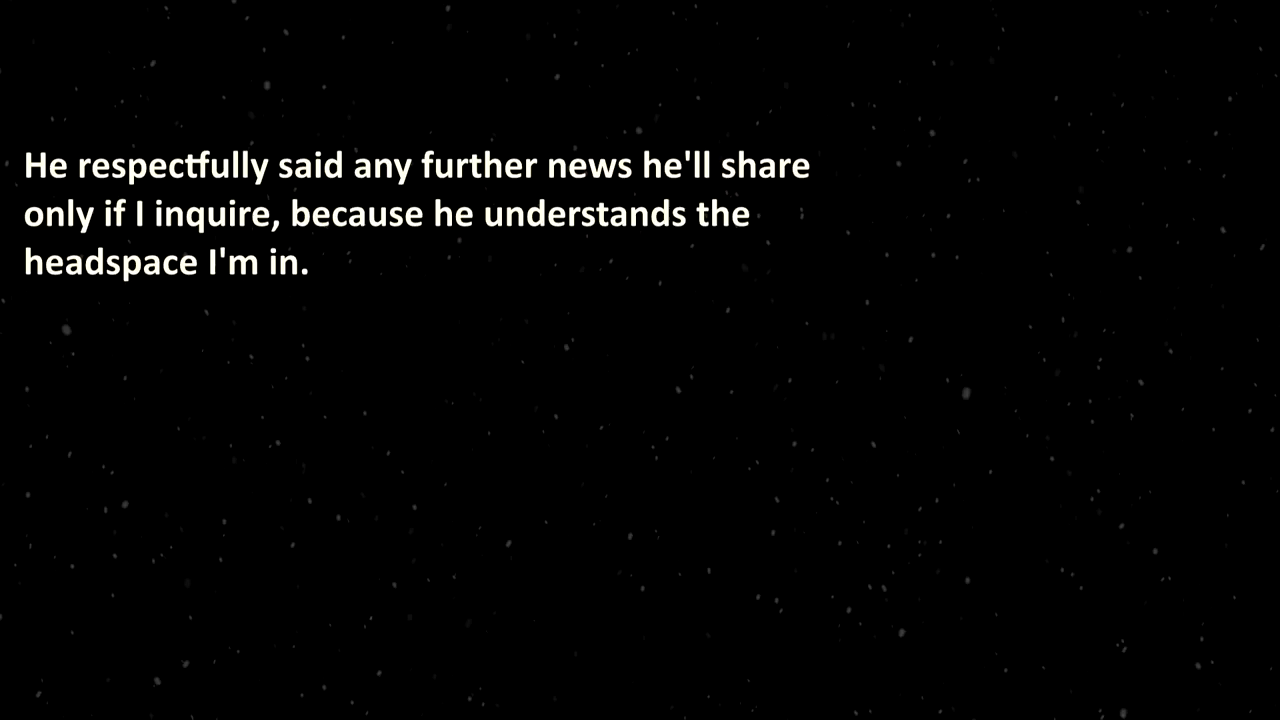 He respectfully said any further news he'll share
only if I inquire, because he understands the
headspace I'm in.